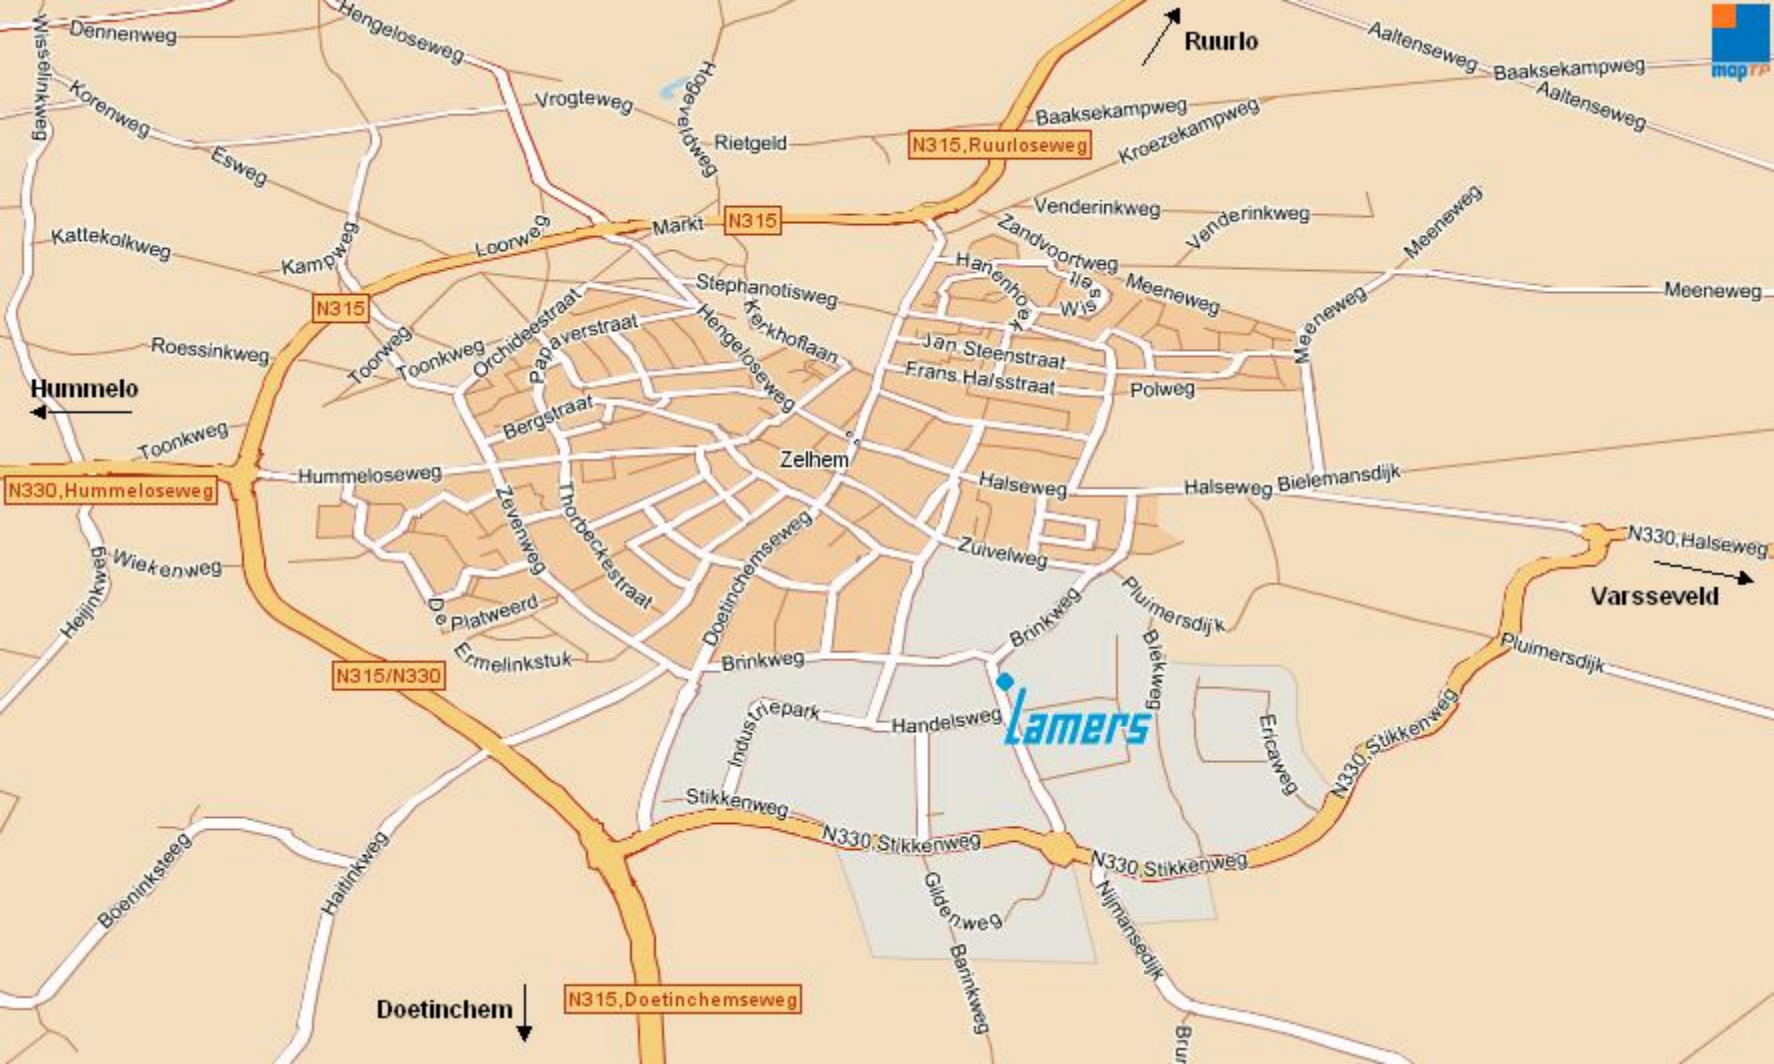 Hengeloseweg
Dennenweg
Wisselinkweg
Ruurlo
Aaltenseweg
Baaksekampweg
mapTP
Korenweg
Vrogteweg
Hogeveldweg
Baaksekampweg
Aaltenseweg
Rietgeld
N315,Ruurloseweg
Kroezekampweg
Esweg
Venderinkweg
Venderinkweg
Meeneweg
Markt
N315
Loorweg
Zandvoortweg
Kattekolkweg
Kampweg
Hanenhoek
Wissel
Meeneweg
Stephanotisweg
Meeneweg
Meeneweg
N315
Orchideestraat
Papaverstraat
Hengeloseweg
Kerkhoflaan
Jan Steenstraat
Roessinkweg
Toorweg
Toonkweg
Frans Halsstraat
Polweg
Hummelo
Bergstraat
Toonkweg
Zelhem
Hummeloseweg
N330,Hummeloseweg
Halseweg
Halseweg
Bielemansdijk
Zevenweg
Thorbeckestraat
Doetinchemseweg
Zuivelweg
N330,Halseweg
Varsseveld
Wiekenweg
Heijinkweg
De Platweerd
Ermelinkstuk
Brinkweg
Brinkweg
Pluimersdijk
Biekweg
Pluimersdijk
N315/N330
Lamers
Industriepark
Handelsweg
Ericaweg
N330,Stikkenweg
Stikkenweg
N330,Stikkenweg
N330,Stikkenweg
Boeninksteeg
Haitinkweg
Gildenweg
Nijmansedijk
Barinkweg
Doetinchem
N315,Doetinchemseweg
Brur